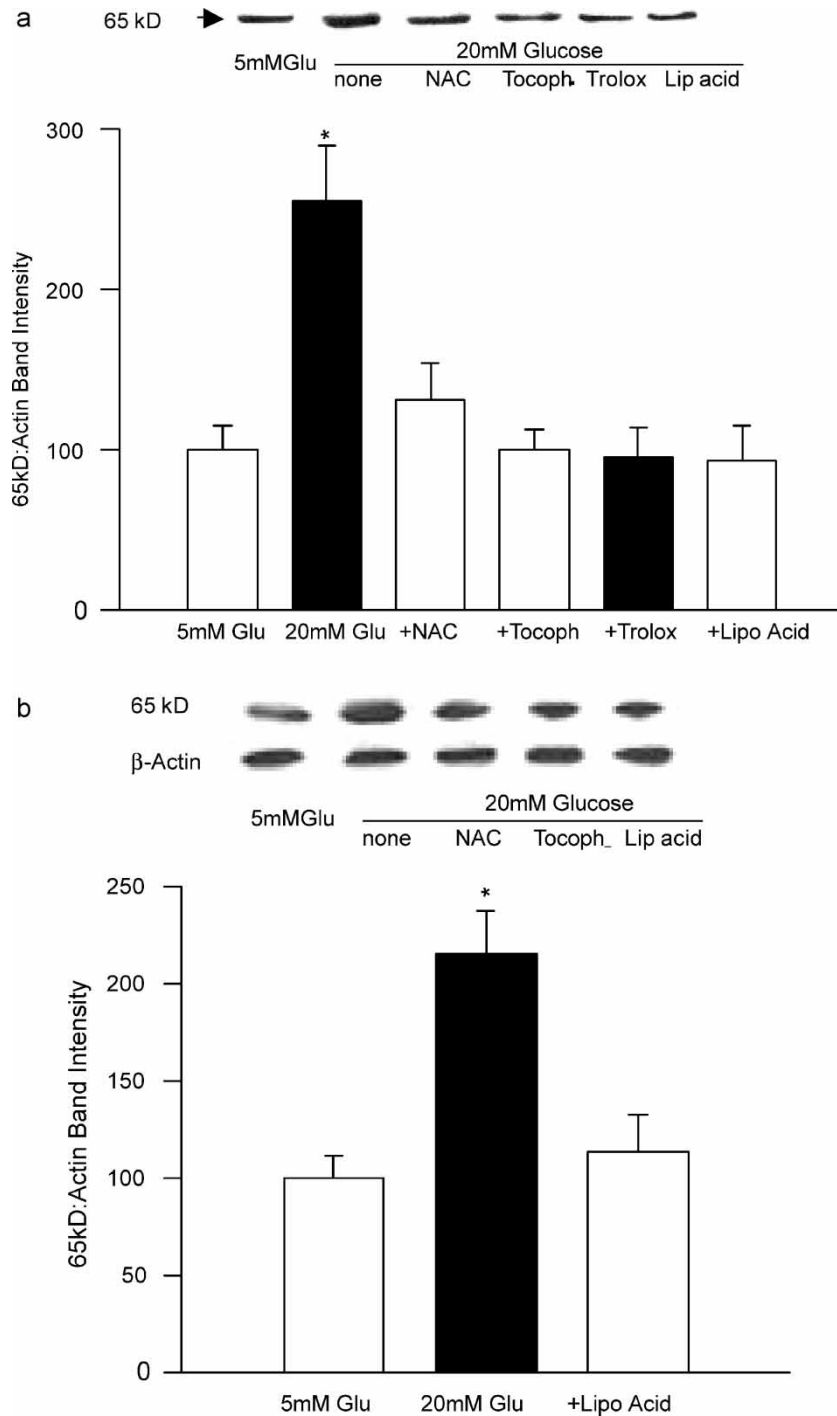 a
65 kD
5mMGlu
20mM Glucose
none NAC Tocoph. Trolox Lip acid
65kD:Actin Band Intensity
300
*
200
100
0
5mM Glu 20mM Glu +NAC +Tocoph +Trolox +Lipo Acid
b
65 kD
β-Actin
5mMGlu
20mM Glucose
none NAC Tocoph_ Lip acid
65kD:Actin Band Intensity
250
*
200
150
100
50
0
5mM Glu 20mM Glu +Lipo Acid